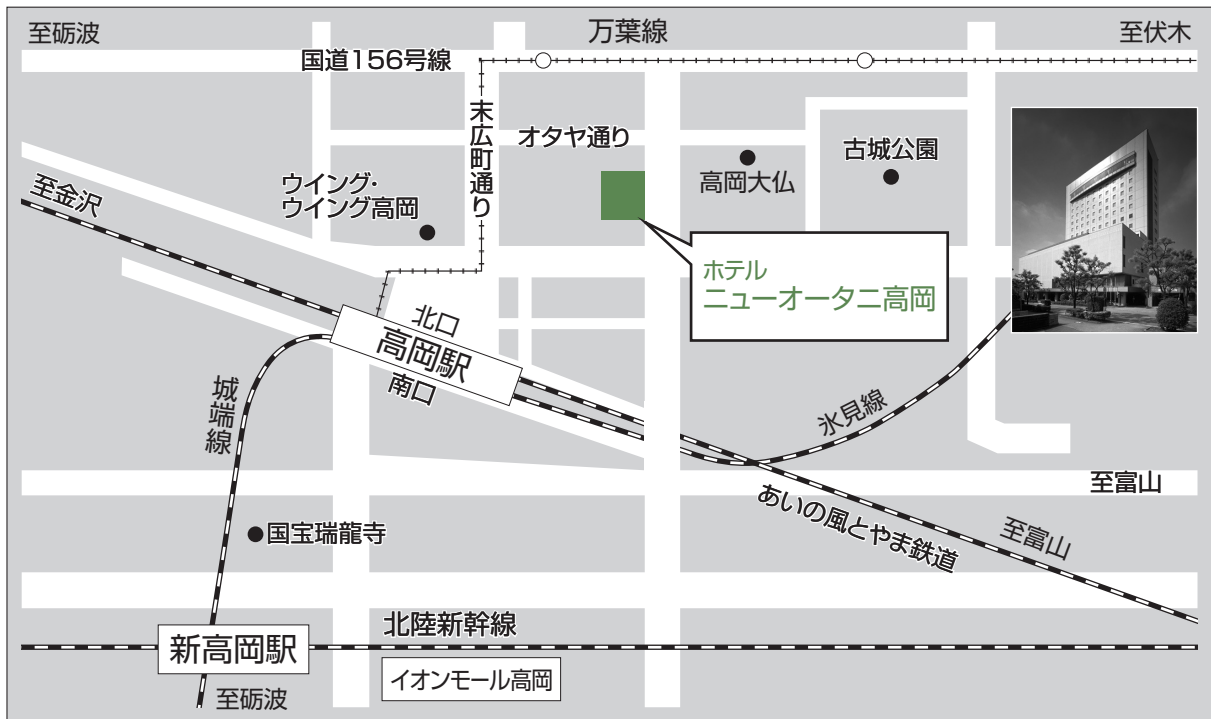 至砺波
万葉線
至伏木
国道156号線
末広町通り
オタヤ通り
古城公園
高岡大仏
ウイング・
ウイング高岡
至金沢
ホテル
ニューオータニ高岡
北口
高岡駅
南口
城端線
氷見線
至富山
あいの風とやま鉄道
至富山
国宝瑞龍寺
北陸新幹線
新高岡駅
イオンモール高岡
至砺波